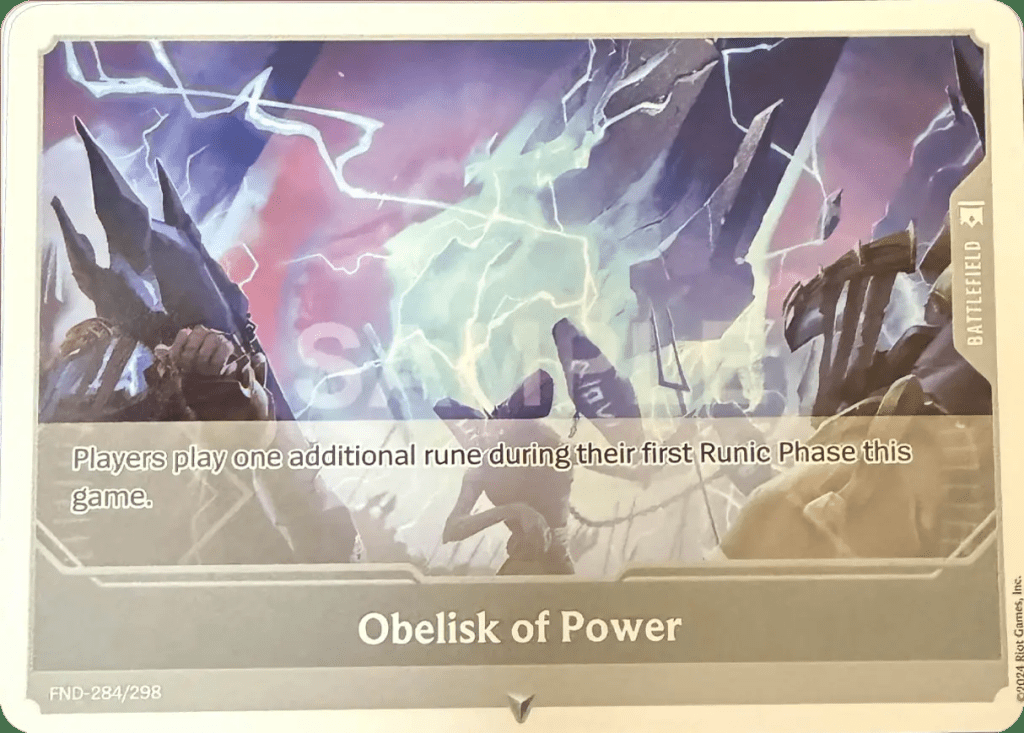 BATTLEFIELD
SAMPLE
Players play one additional rune during their first Runic Phase this
game.
Obelisk of Power
FND-284/298
©2024 Riot Games, Inc.